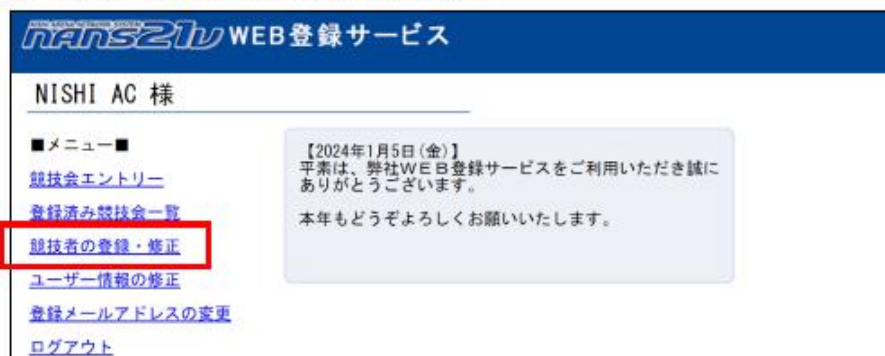 NISHI ARENA NETWORK SYSTEM
NANS21V WEB登録サービス
NISHI AC 様
■メニュー■
競技会エントリー
登録済み競技会一覧
競技者の登録・修正
ユーザー情報の修正
登録メールアドレスの変更
ログアウト
【2024年1月5日(金)】
平素は、弊社WEB登録サービスをご利用いただき誠に
ありがとうございます。
本年もどうぞよろしくお願いいたします。